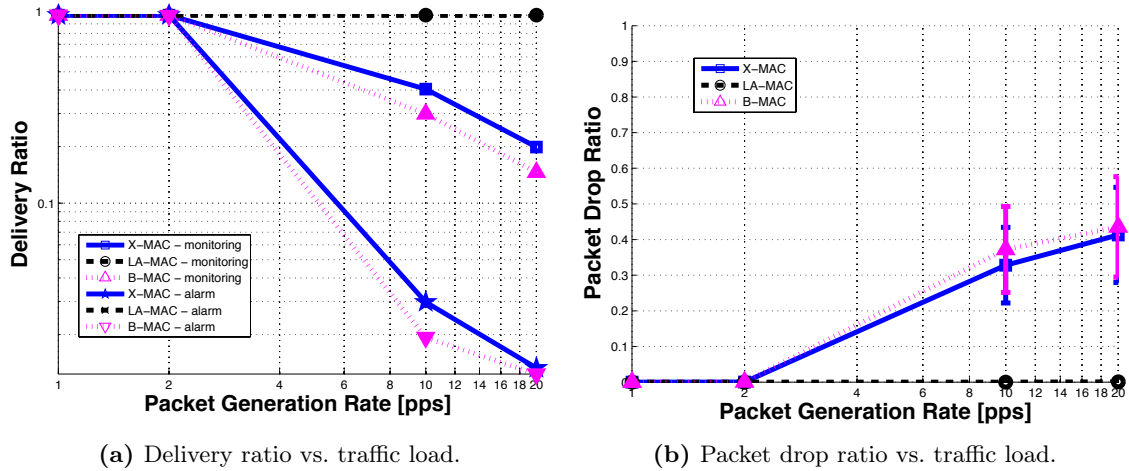 1
0.1
Delivery Ratio
X-MAC – monitoring
LA-MAC – monitoring
B-MAC – monitoring
X-MAC – alarm
LA-MAC – alarm
B-MAC – alarm
1 2 4 6 8 10 12 14 16 18 20
Packet Generation Rate [pps]
(a) Delivery ratio vs. traffic load.
1
0.9
0.8
0.7
0.6
0.5
0.4
0.3
0.2
0.1
0
Packet Drop Ratio
X-MAC
LA-MAC
B-MAC
1 2 4 6 8 10 12 14 16 18 20
Packet Generation Rate [pps]
(b) Packet drop ratio vs. traffic load.